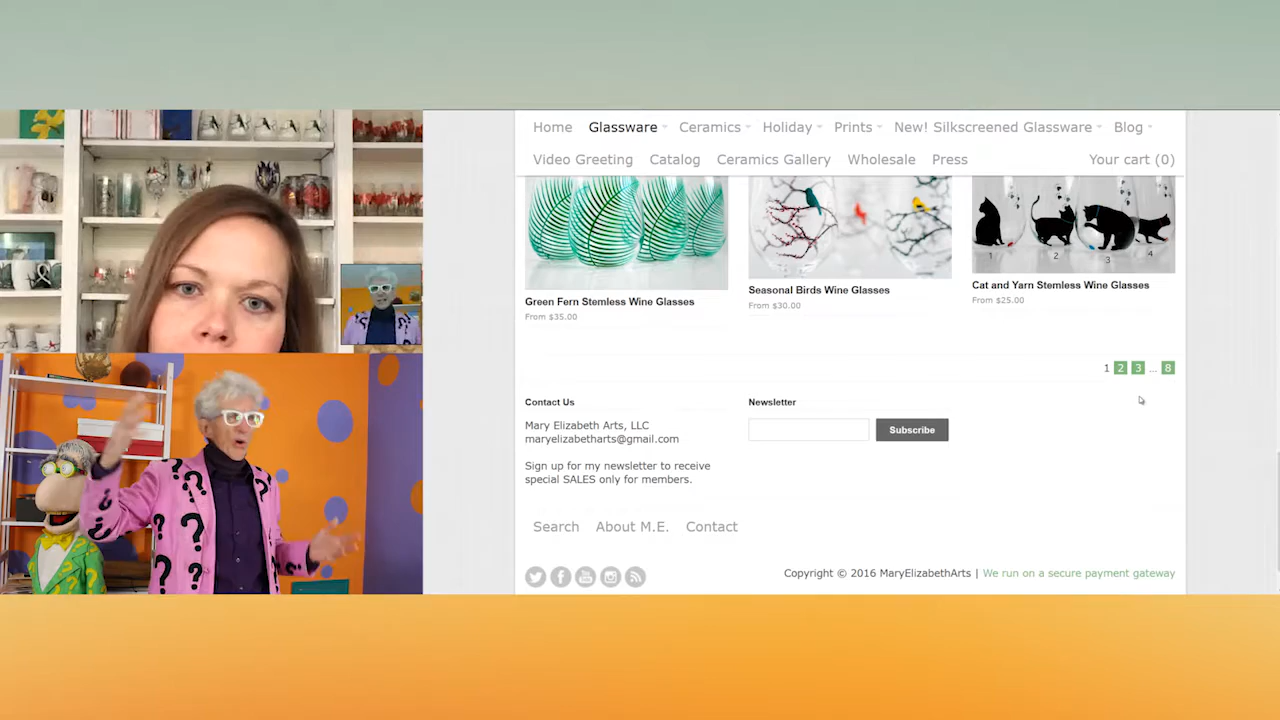 Home Glassware Ceramics Holiday Prints New! Silkscreened Glassware Blog
Video Greeting Catalog Ceramics Gallery Wholesale Press Your cart (0)
1 2 3 4
Green Fern Stemless Wine Glasses
From $35.00
Seasonal Birds Wine Glasses
From $30.00
Cat and Yarn Stemless Wine Glasses
From $25.00
1 2 3 ... 8
Contact Us
Mary Elizabeth Arts, LLC
maryelizabetharts@gmail.com
Sign up for my newsletter to receive
special SALES only for members.
Newsletter
Subscribe
Search About M.E. Contact
Copyright © 2016 MaryElizabethArts | We run on a secure payment gateway
? ? ? ? ? ?